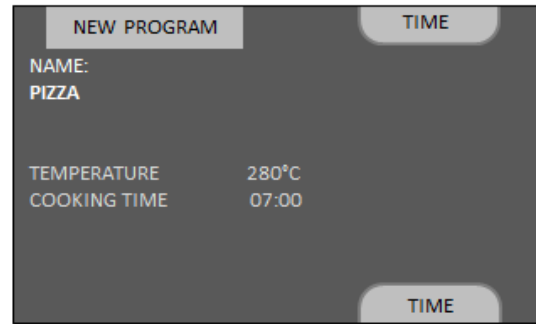 NEW PROGRAM
TIME
NAME:
PIZZA
TEMPERATURE 280°C
COOKING TIME 07:00
TIME